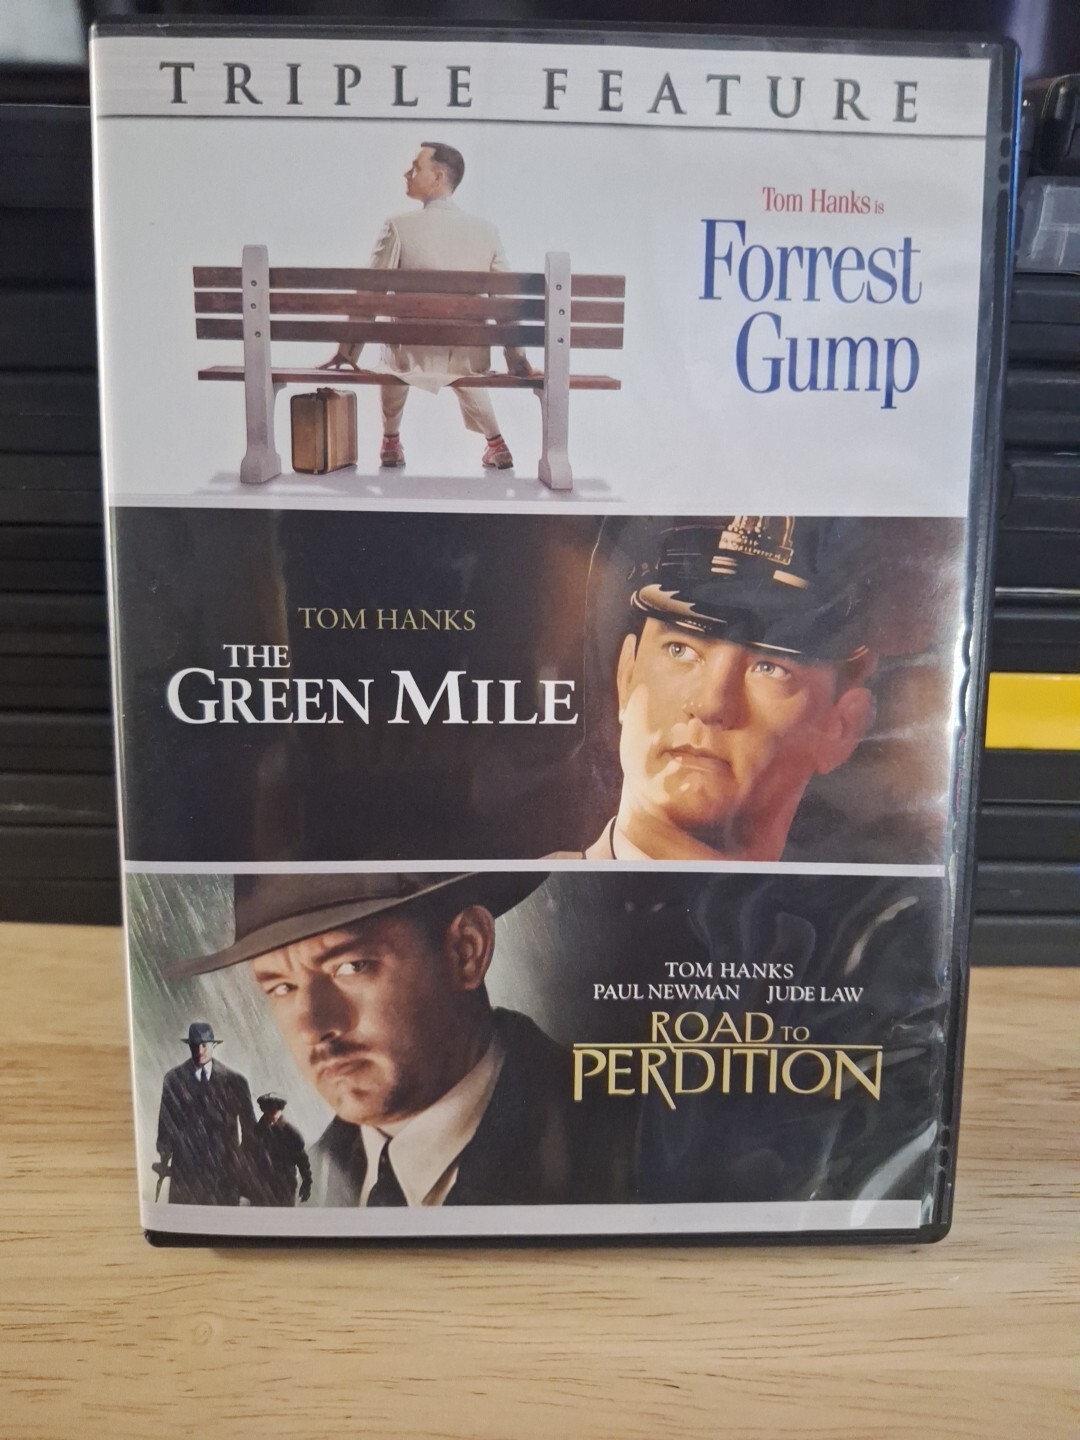 TRIPLE FEATURE
Tom Hanks is
Forrest
Gump
TOM HANKS
THE
GREEN MILE
TOM HANKS
PAUL NEWMAN JUDE LAW
ROAD TO
PERDITION